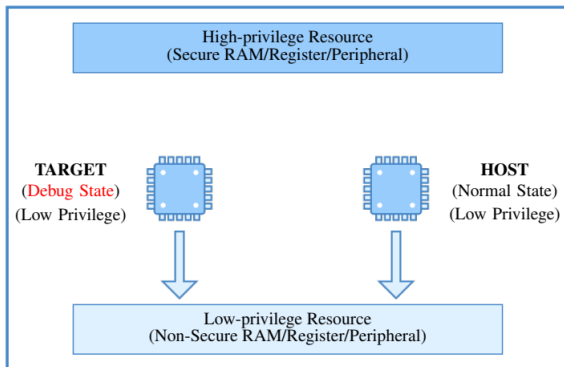 High-privilege Resource
(Secure RAM/Register/Peripheral)
TARGET
(Debug State)
(Low Privilege)
HOST
(Normal State)
(Low Privilege)
Low-privilege Resource
(Non-Secure RAM/Register/Peripheral)